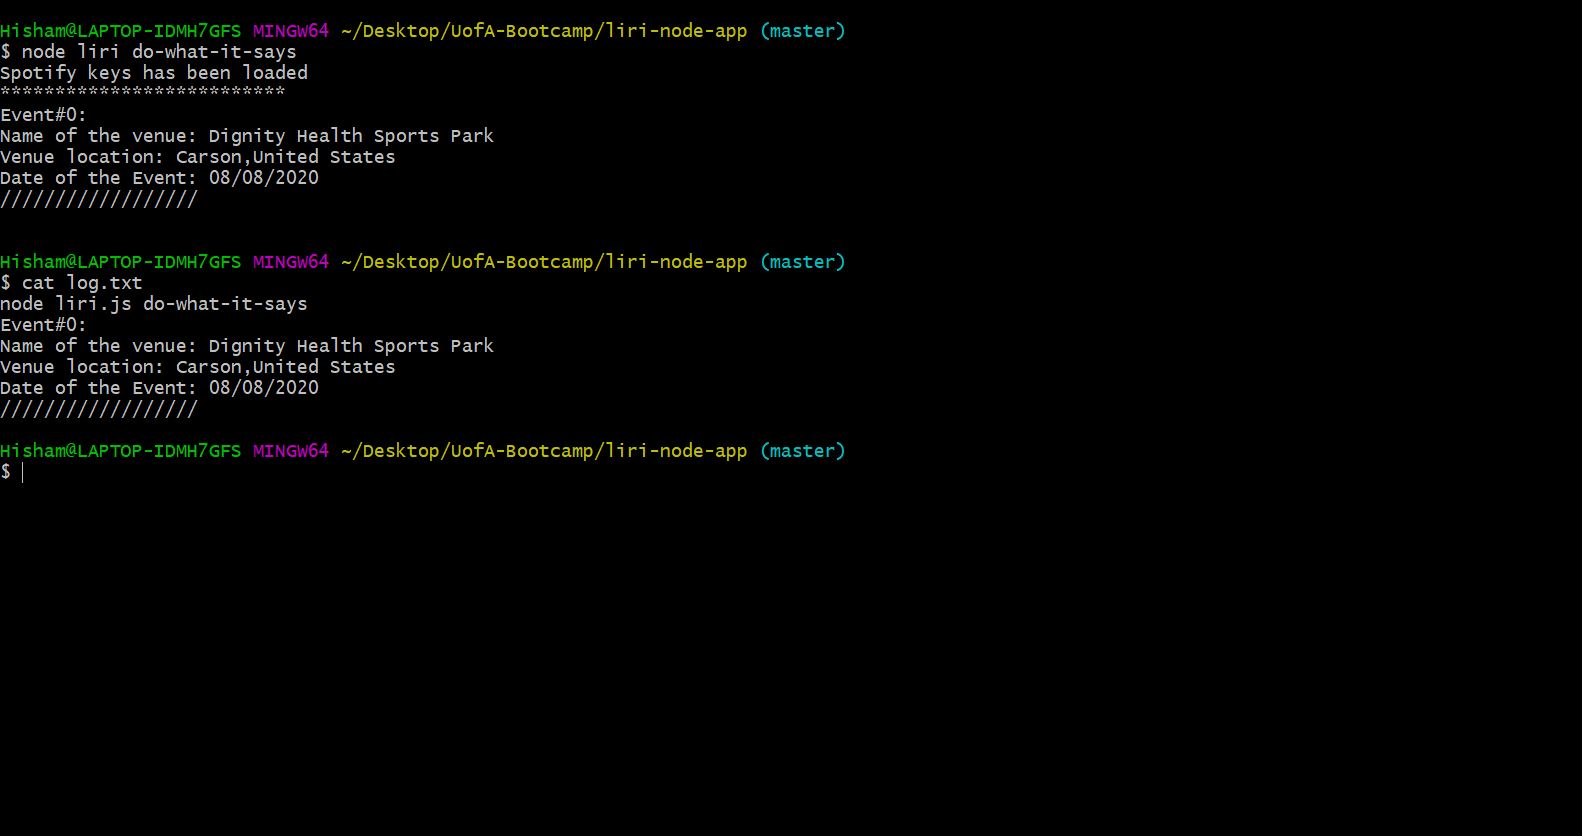 Hisham@LAPTOP-IDMH7GFS MINGW64 ~/Desktop/UofA-Bootcamp/liri-node-app (master)
$ node liri do-what-it-says
Spotify keys has been loaded
**************************
Event#0:
Name of the venue: Dignity Health Sports Park
Venue location: Carson,United States
Date of the Event: 08/08/2020
//////////////////
Hisham@LAPTOP-IDMH7GFS MINGW64 ~/Desktop/UofA-Bootcamp/liri-node-app (master)
$ cat log.txt
node liri.js do-what-it-says
Event#0:
Name of the venue: Dignity Health Sports Park
Venue location: Carson,United States
Date of the Event: 08/08/2020
//////////////////
Hisham@LAPTOP-IDMH7GFS MINGW64 ~/Desktop/UofA-Bootcamp/liri-node-app (master)
$